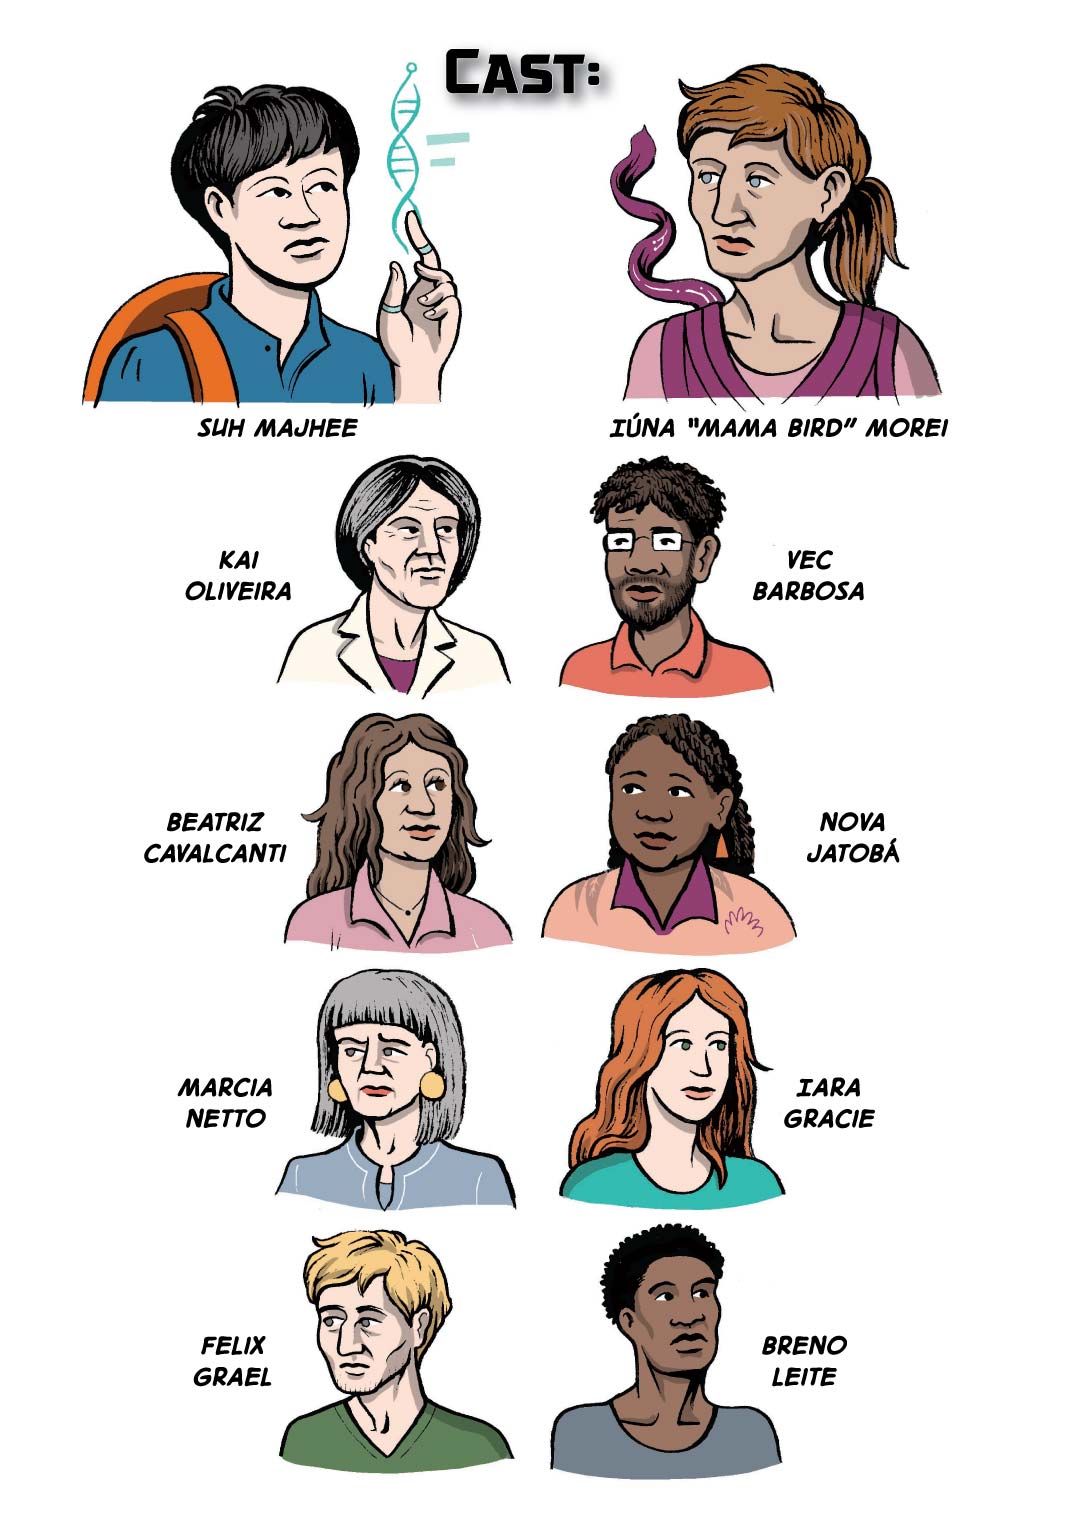 CAST:
SUH MAJHEE
IÚNA "MAMA BIRD" MOREI
KAI
OLIVEIRA
VEC
BARBOSA
BEATRIZ
CAVALCANTI
NOVA
JATOBÁ
MARCIA
NETTO
IARA
GRACIE
FELIX
GRAEL
BRENO
LEITE